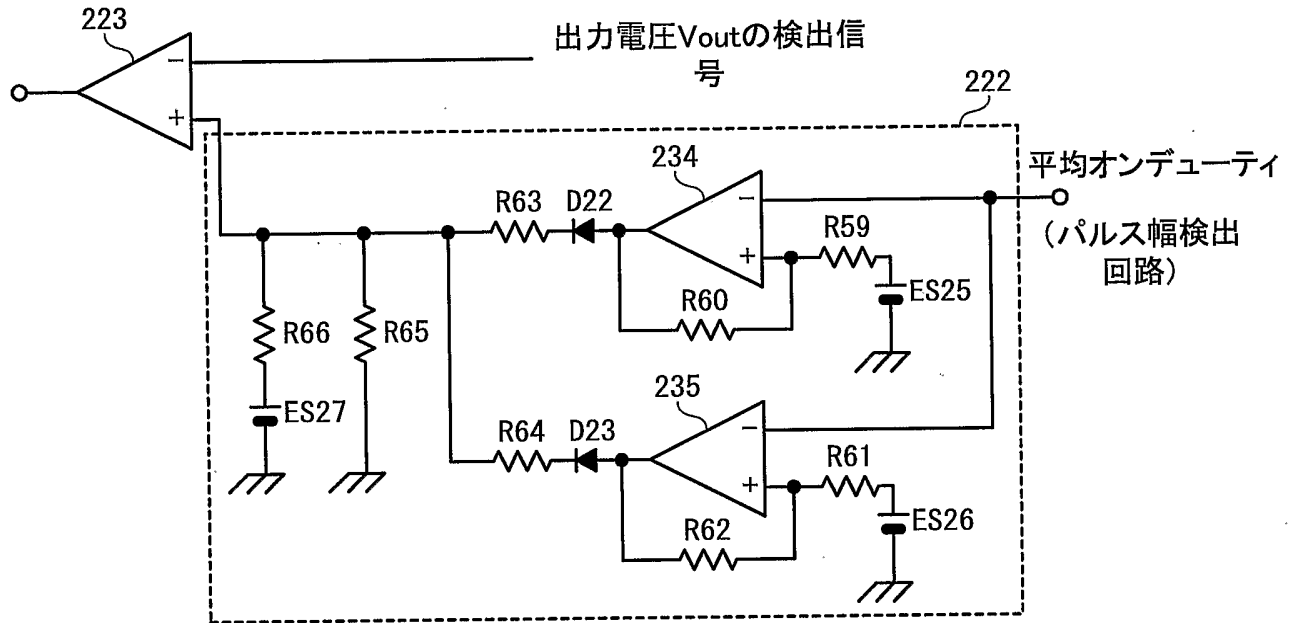 223
出力電圧Voutの検出信
号
222
平均オンデューティ
(パルス幅検出
回路)
234
R63
D22
R59
ES25
R60
R66
R65
ES27
235
R64
D23
R61
ES26
R62
-
+
-
+
-
+